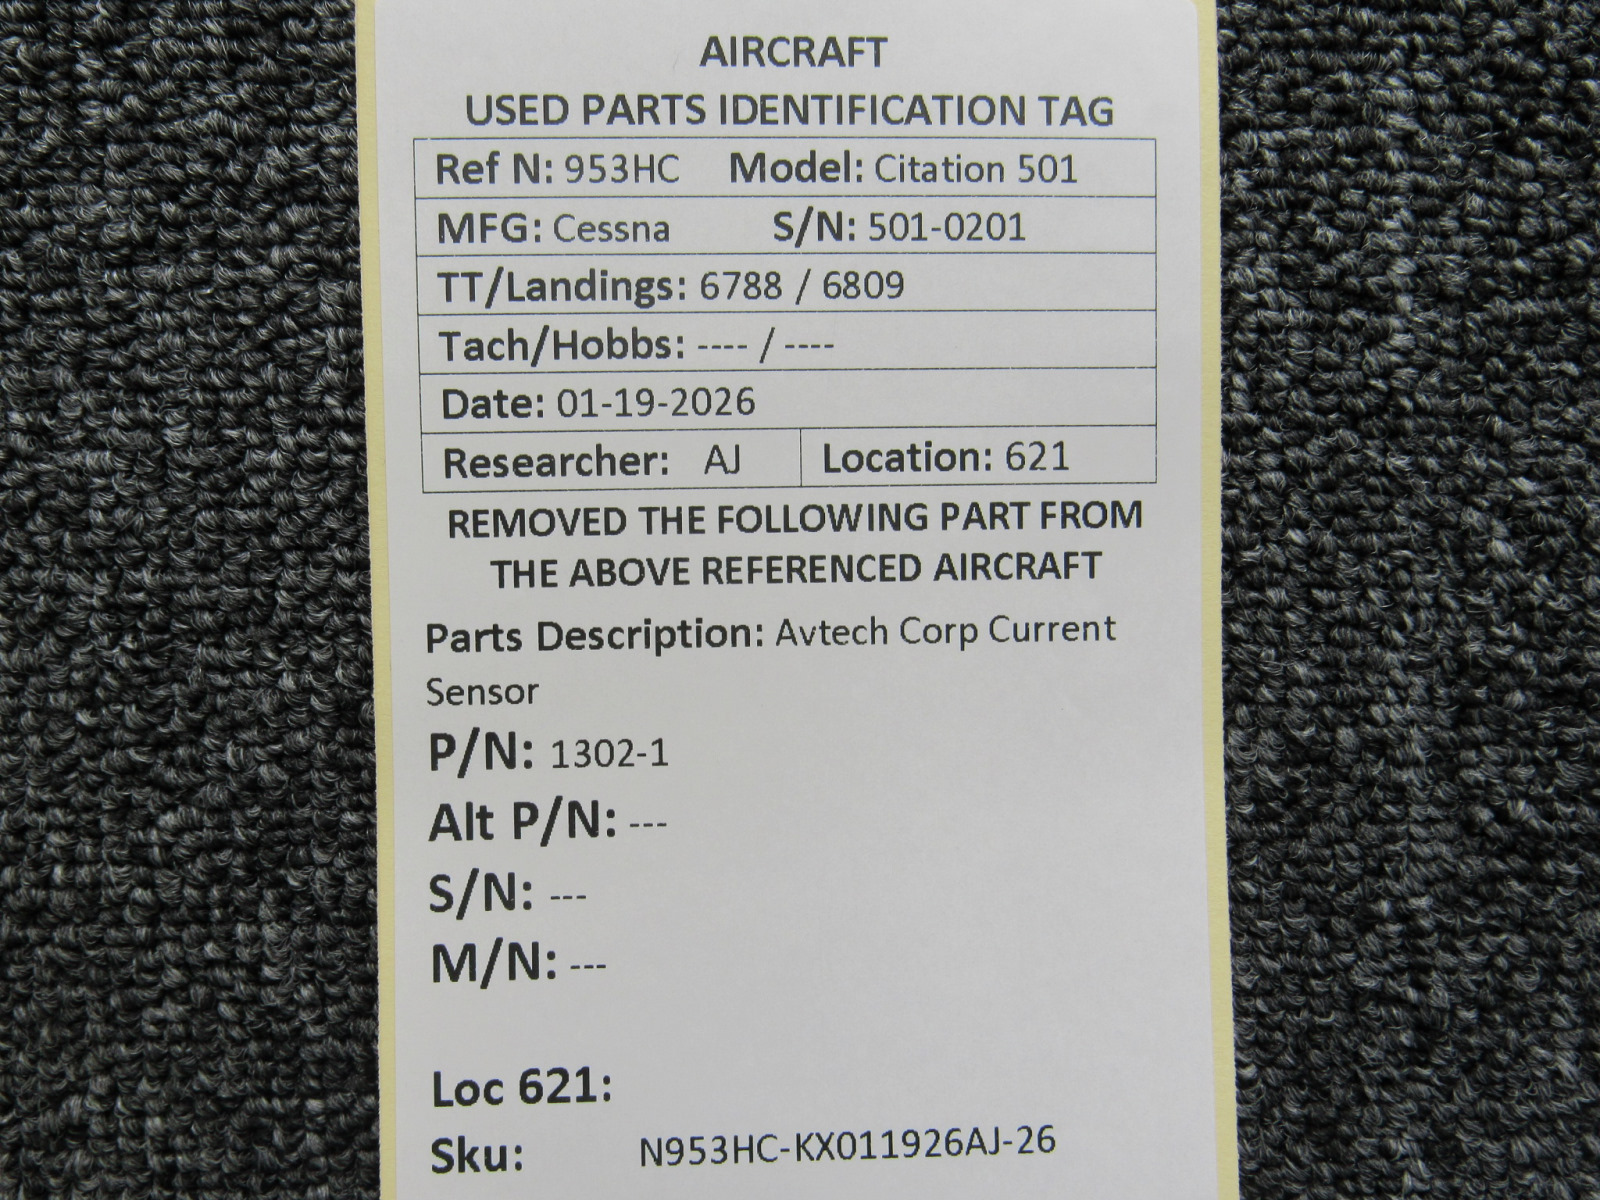 AIRCRAFT
USED PARTS IDENTIFICATION TAG
Ref N: 953HC Model: Citation 501
MFG: Cessna S/N: 501-0201
TT/Landings: 6788 / 6809
Tach/Hobbs: ---- / ----
Date: 01-19-2026
Researcher: AJ Location: 621
REMOVED THE FOLLOWING PART FROM
THE ABOVE REFERENCED AIRCRAFT
Parts Description: Avtech Corp Current
Sensor
P/N: 1302-1
Alt P/N: ---
S/N: ---
M/N: ---
Loc 621:
Sku: N953HC-KX011926AJ-26